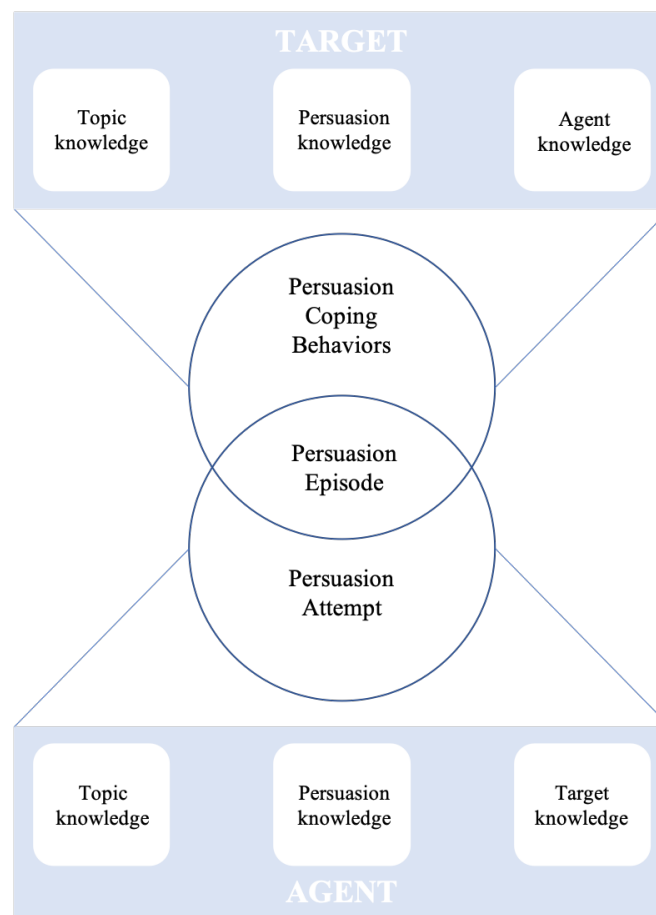 TARGET
Topic
knowledge
Persuasion
knowledge
Agent
knowledge
Persuasion
Coping
Behaviors
Persuasion
Episode
Persuasion
Attempt
Topic
knowledge
Persuasion
knowledge
Target
knowledge
AGENT